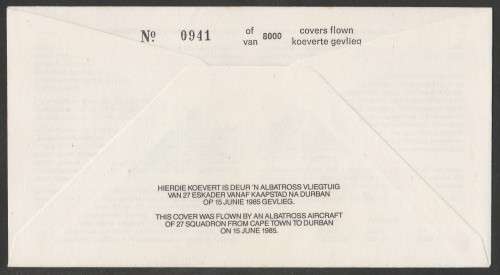 Nº 0941 of van 8000 covers flown koeverte gevlieg
HIERDIE KOEVERT IS DEUR 'N ALBATROSS VLIEGTUIG
VAN 27 ESKADER VANAF KAAPSTAD NA DURBAN
OP 15 JUNIE 1985 GEVLIEG.
THIS COVER WAS FLOWN BY AN ALBATROSS AIRCRAFT
OF 27 SQUADRON FROM CAPE TOWN TO DURBAN
ON 15 JUNE 1985.